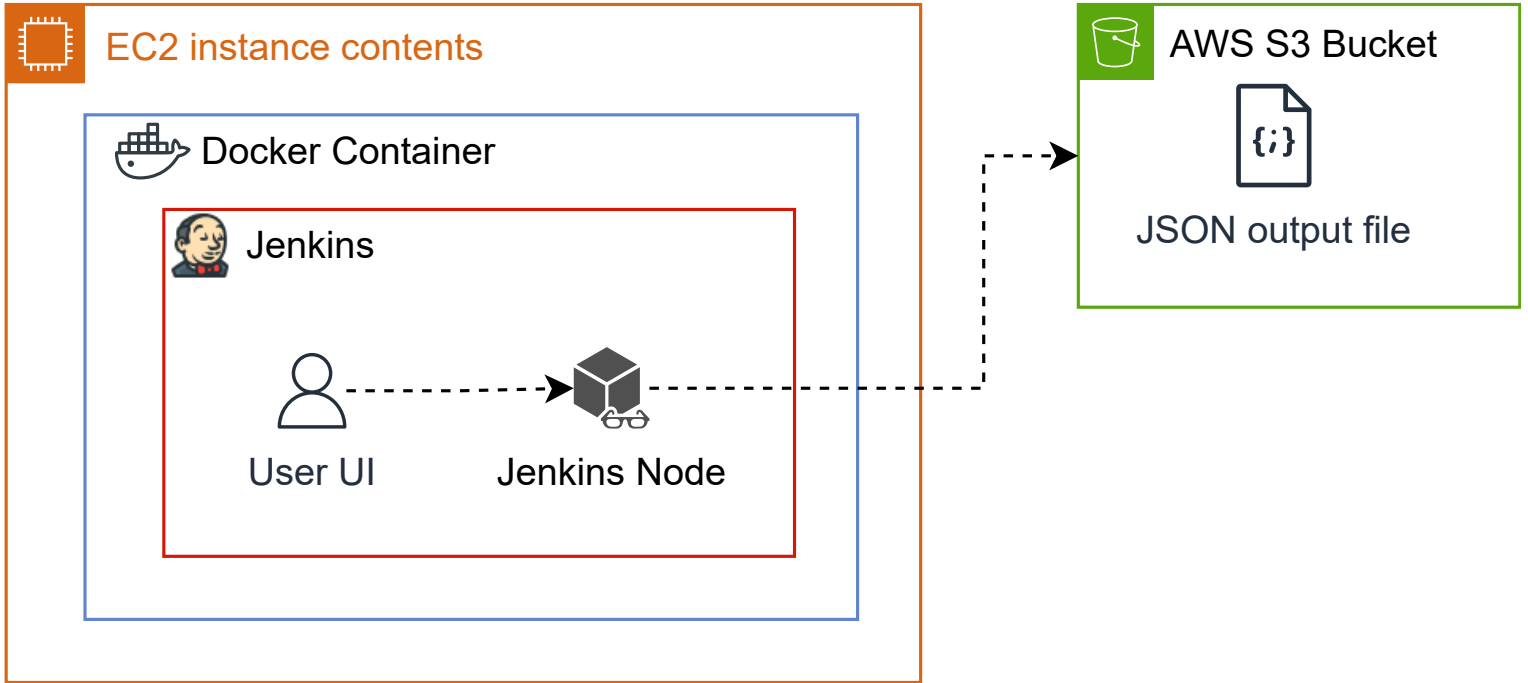 EC2 instance contents
AWS S3 Bucket
Docker Container
{;}
JSON output file
Jenkins
User UI
Jenkins Node